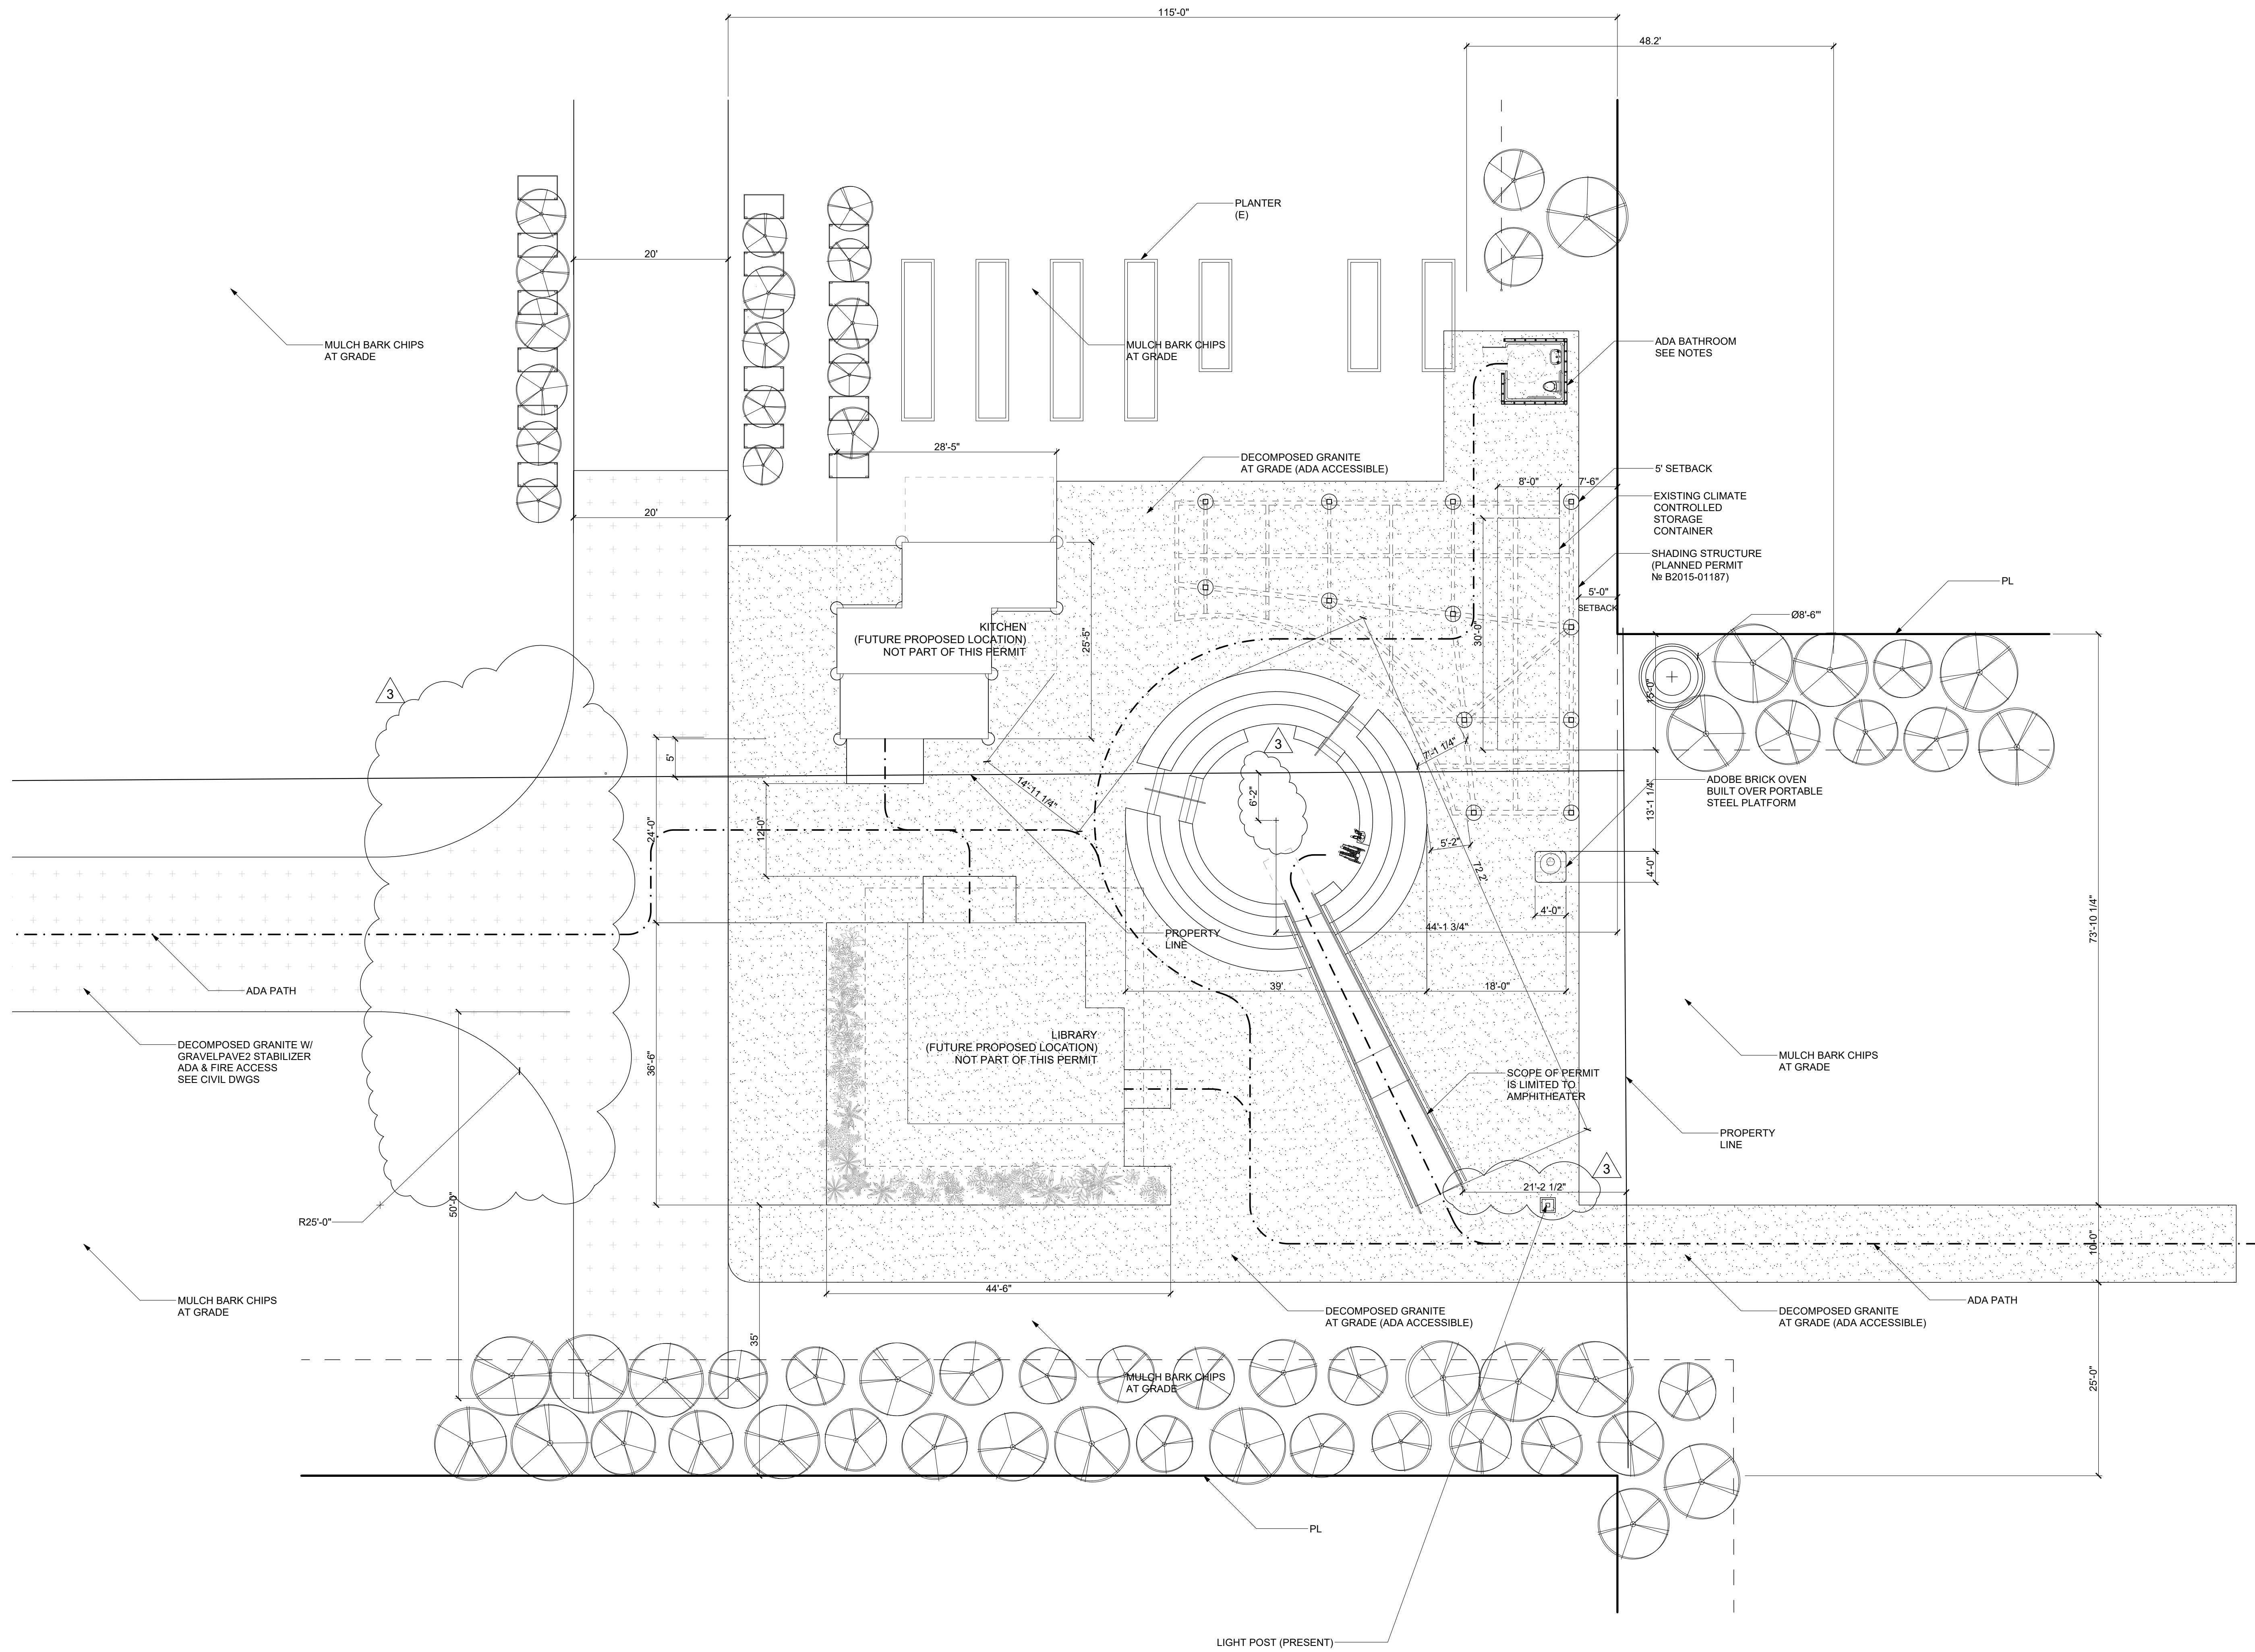 115'-0"
48.2'
PLANTER
(E)
20'
MULCH BARK CHIPS
AT GRADE
MULCH BARK CHIPS
AT GRADE
ADA BATHROOM
SEE NOTES
28'-5"
DECOMPOSED GRANITE
AT GRADE (ADA ACCESSIBLE)
5' SETBACK
8'-0"
7'-6"
EXISTING CLIMATE
CONTROLLED
STORAGE
CONTAINER
20'
SHADING STRUCTURE
(PLANNED PERMIT
№ B2015-01187)
PL
5'-0"
SETBACK
Ø8'-6"'
KITCHEN
(FUTURE PROPOSED LOCATION)
NOT PART OF THIS PERMIT
25'-5"
30'-0"
15'-0"
3
3
5'
7'-1 1/4"
14'-11 1/4"
6'-2"
ADOBE BRICK OVEN
BUILT OVER PORTABLE
STEEL PLATFORM
13'-1 1/4"
24'-0"
12'-0"
5'-2"
72.2'
4'-0"
4'-0"
44'-1 3/4"
73'-10 1/4"
PROPERTY
LINE
ADA PATH
39'
18'-0"
DECOMPOSED GRANITE W/
GRAVELPAVE2 STABILIZER
ADA & FIRE ACCESS
SEE CIVIL DWGS
LIBRARY
(FUTURE PROPOSED LOCATION)
NOT PART OF THIS PERMIT
36'-6"
MULCH BARK CHIPS
AT GRADE
SCOPE OF PERMIT
IS LIMITED TO
AMPHITHEATER
PROPERTY
LINE
3
21'-2 1/2"
50'-0"
R25'-0"
10'-0"
MULCH BARK CHIPS
AT GRADE
44'-6"
ADA PATH
DECOMPOSED GRANITE
AT GRADE (ADA ACCESSIBLE)
DECOMPOSED GRANITE
AT GRADE (ADA ACCESSIBLE)
35'
MULCH BARK CHIPS
AT GRADE
25'-0"
PL
LIGHT POST (PRESENT)